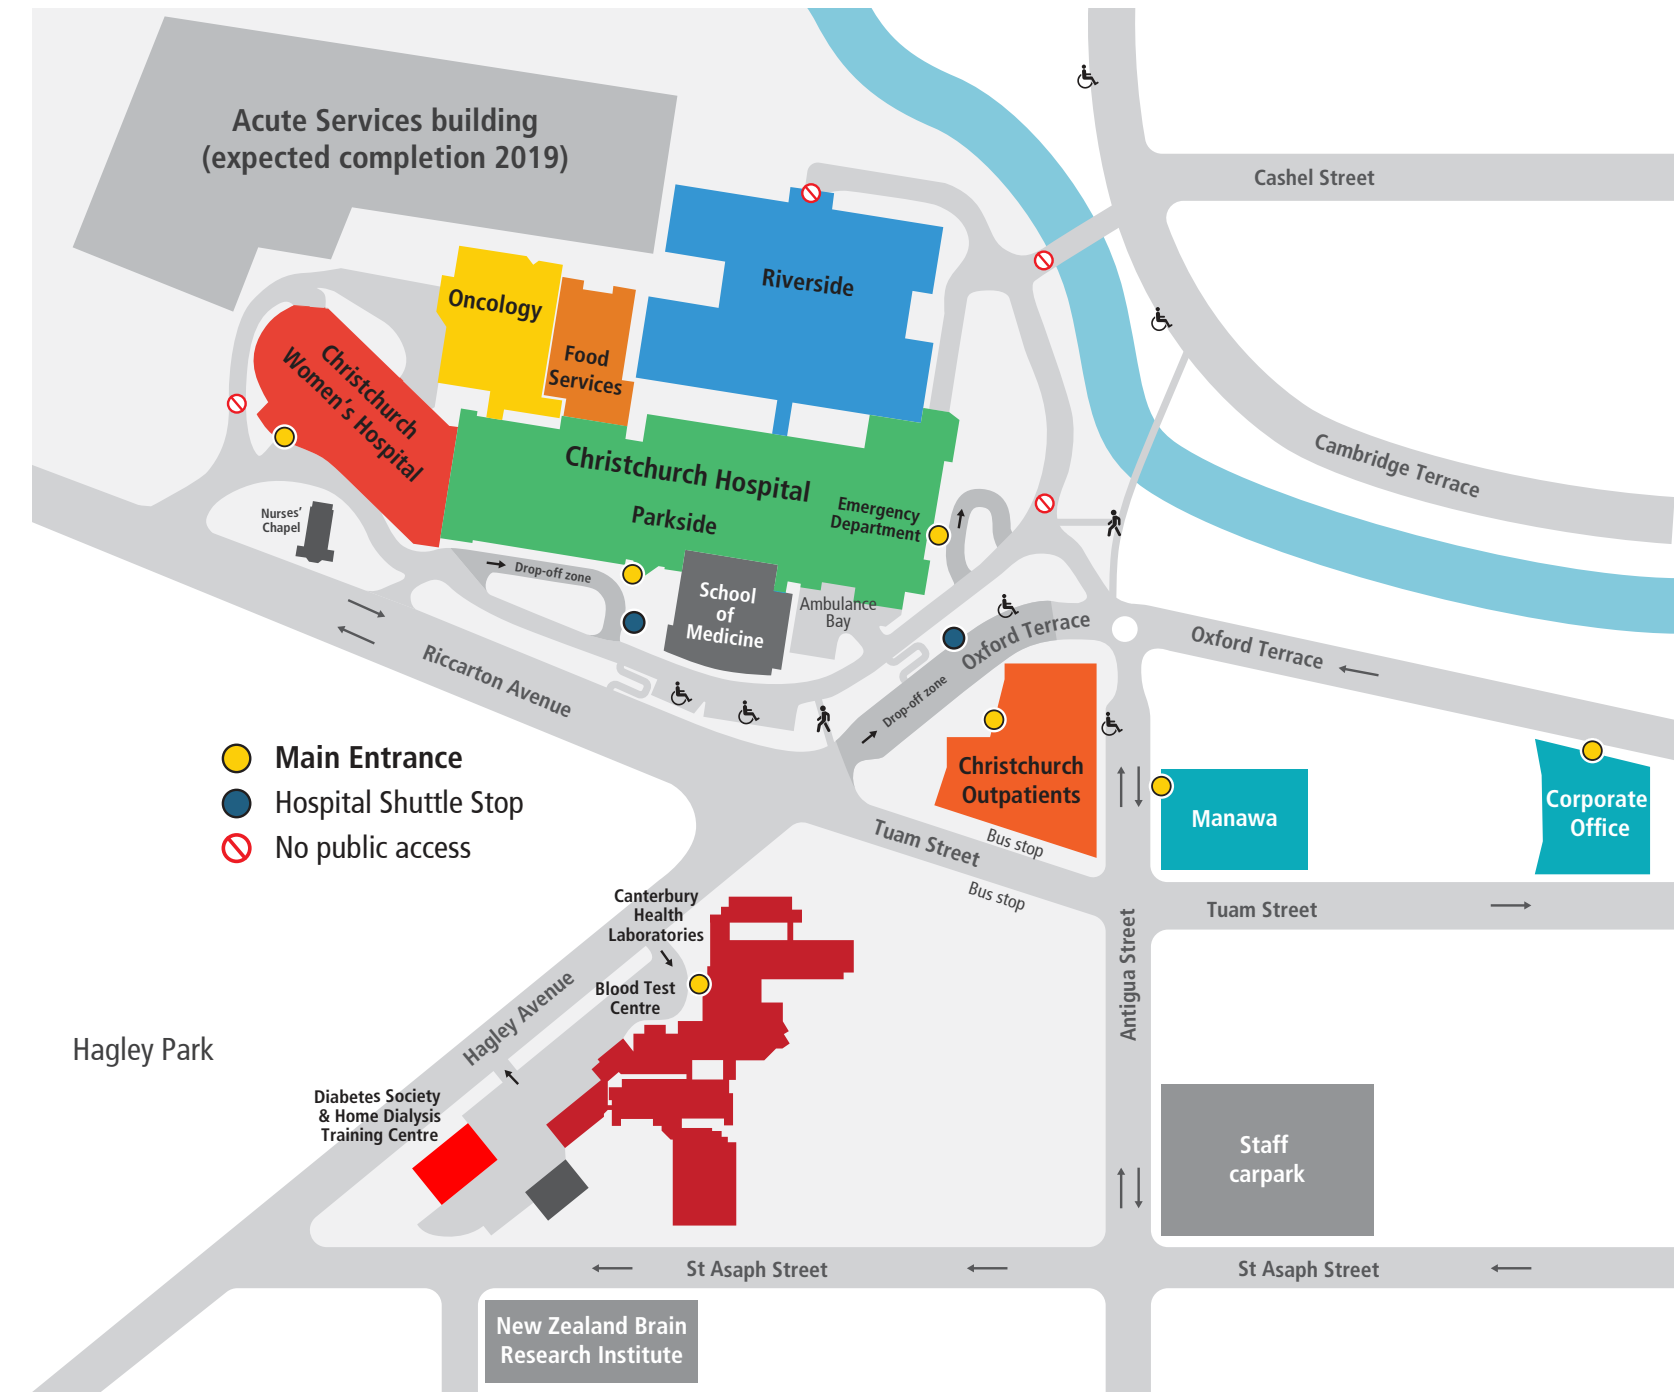 Acute Services building
(expected completion 2019)
Cashel Street
Riverside
Oncology
Food
Services
Christchurch
Women's Hospital
Christchurch Hospital
Parkside
Emergency
Department
Cambridge Terrace
Nurses'
Chapel
Drop-off zone
School
of
Medicine
Ambulance
Bay
Oxford Terrace
Oxford Terrace
Riccarton Avenue
Drop-off zone
Main Entrance
Hospital Shuttle Stop
No public access
Christchurch
Outpatients
Bus stop
Tuam Street
Bus stop
Manawa
Corporate
Office
Tuam Street
Canterbury
Health
Laboratories
Blood Test
Centre
Antigua Street
Hagley Avenue
Hagley Park
Diabetes Society
& Home Dialysis
Training Centre
Staff
carpark
St Asaph Street
St Asaph Street
New Zealand Brain
Research Institute